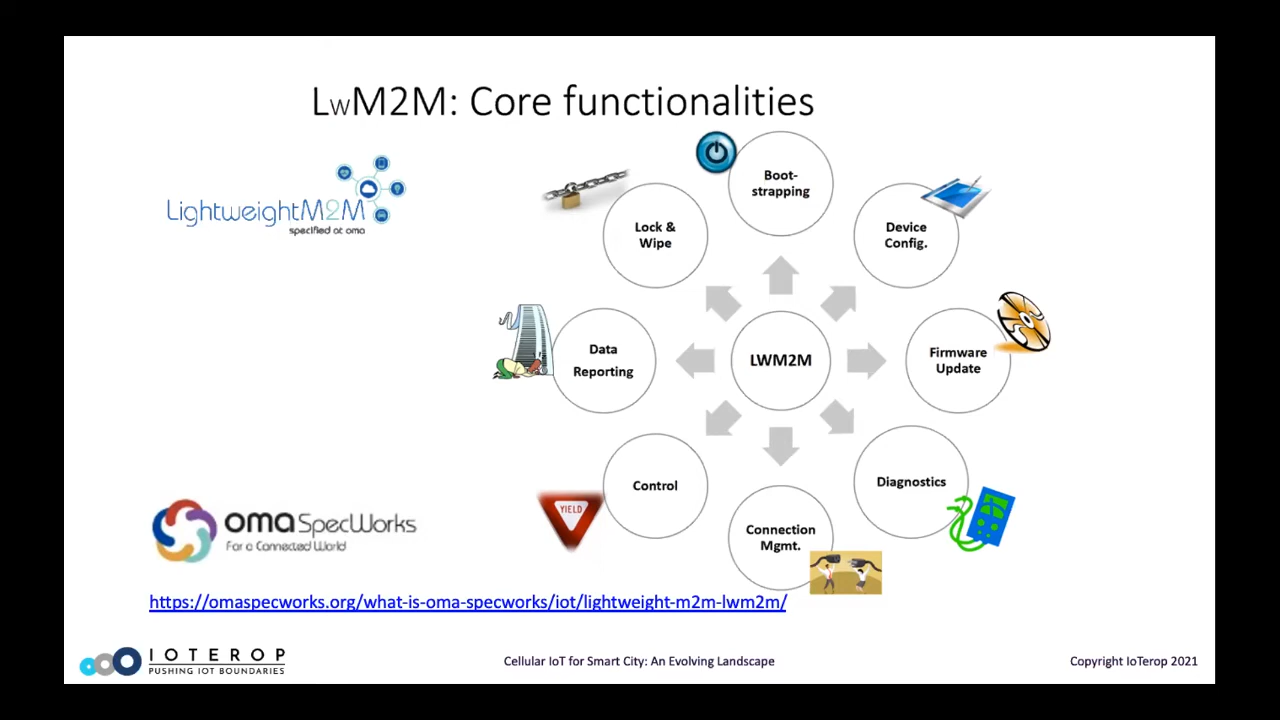 LwM2M: Core functionalities
LightweightM2M
specified at oma
Boot-
strapping
Lock &
Wipe
Device
Config.
Data
Reporting
LWM2M
Firmware
Update
Control
YIELD
Diagnostics
Connection
Mgmt.
oma SpecWorks
For a Connected World
https://omaspecworks.org/what-is-oma-specworks/iot/lightweight-m2m-lwm2m/
IOTEROP
PUSHING IOT BOUNDARIES
Cellular IoT for Smart City: An Evolving Landscape
Copyright IoTerop 2021